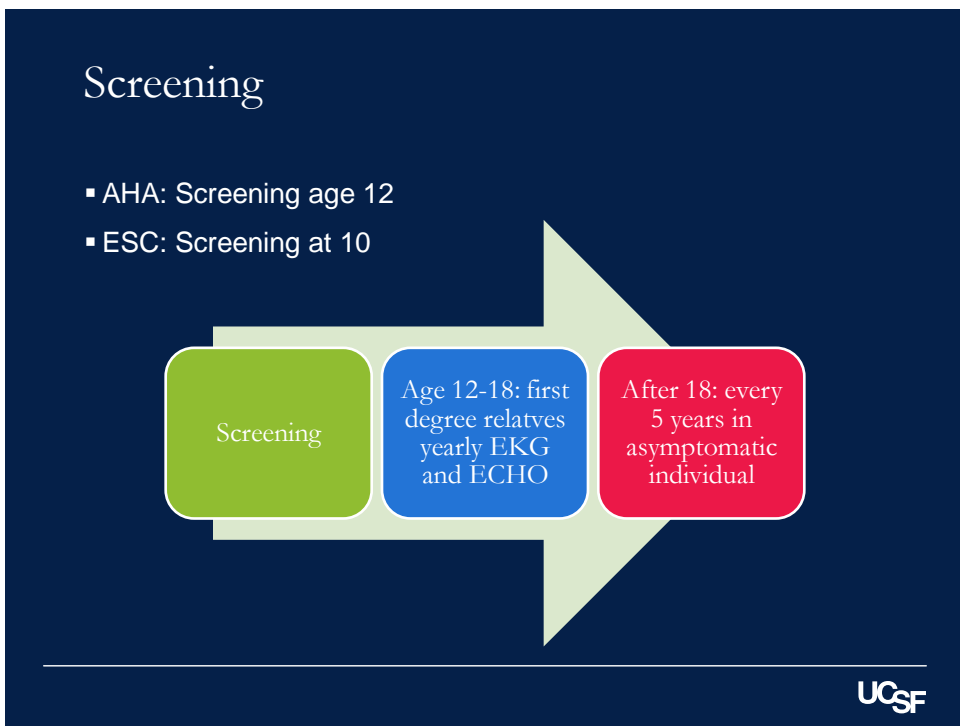 Screening
▪ AHA: Screening age 12
▪ ESC: Screening at 10
Screening
Age 12-18: first
degree relatves
yearly EKG
and ECHO
After 18: every
5 years in
asymptomatic
individual
UCSF